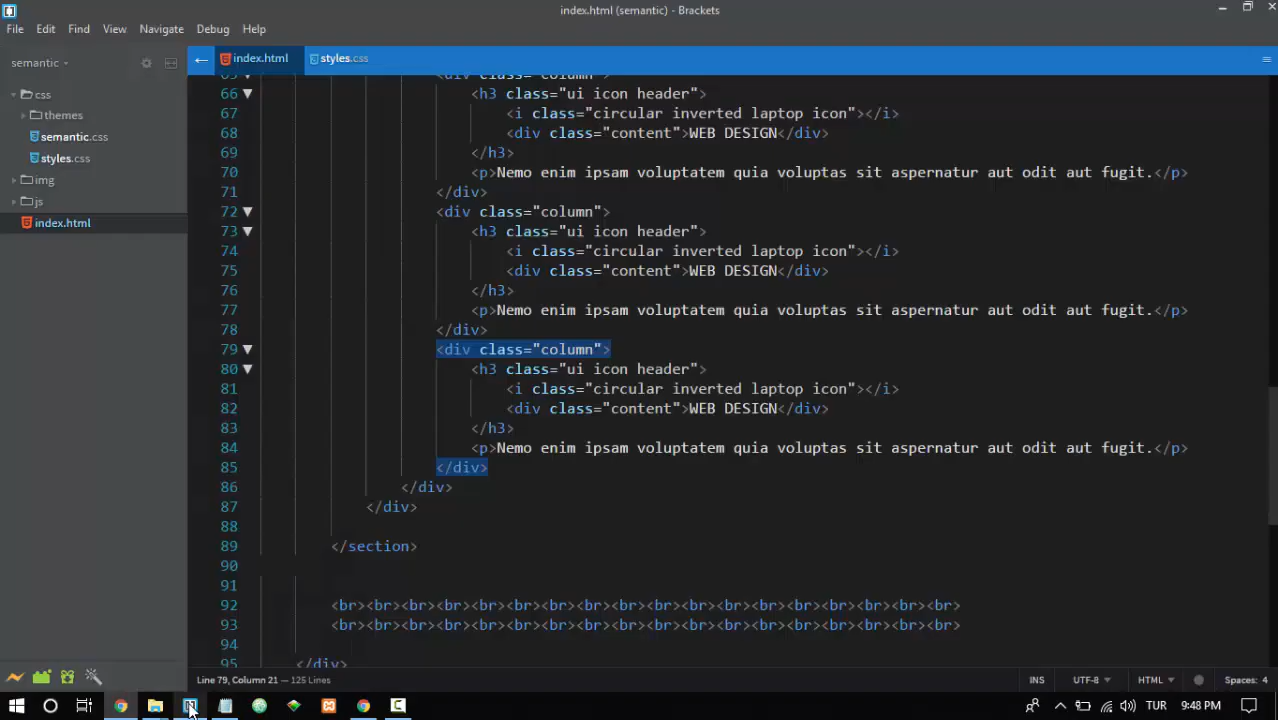 index.html (semantic) - Brackets
File Edit Find View Navigate Debug Help
semantic
index.html styles.css
css
themes
semantic.css
styles.css
img
js
index.html
65 <div class="column">
66 <h3 class="ui icon header">
67 <i class="circular inverted laptop icon"></i>
68 <div class="content">WEB DESIGN</div>
69 </h3>
70 <p>Nemo enim ipsam voluptatem quia voluptas sit aspernatur aut odit aut fugit.</p>
71 </div>
72 <div class="column">
73 <h3 class="ui icon header">
74 <i class="circular inverted laptop icon"></i>
75 <div class="content">WEB DESIGN</div>
76 </h3>
77 <p>Nemo enim ipsam voluptatem quia voluptas sit aspernatur aut odit aut fugit.</p>
78 </div>
79 <div class="column">
80 <h3 class="ui icon header">
81 <i class="circular inverted laptop icon"></i>
82 <div class="content">WEB DESIGN</div>
83 </h3>
84 <p>Nemo enim ipsam voluptatem quia voluptas sit aspernatur aut odit aut fugit.</p>
85 </div>
86 </div>
87 </div>
88
89 </section>
90
91
92 <br><br><br><br><br><br><br><br><br><br><br><br><br><br><br><br><br><br>
93 <br><br><br><br><br><br><br><br><br><br><br><br><br><br><br><br><br><br>
94
95 </div>
Line 79, Column 21 — 125 Lines
INS UTF-8 HTML Spaces: 4
TUR 9:48 PM